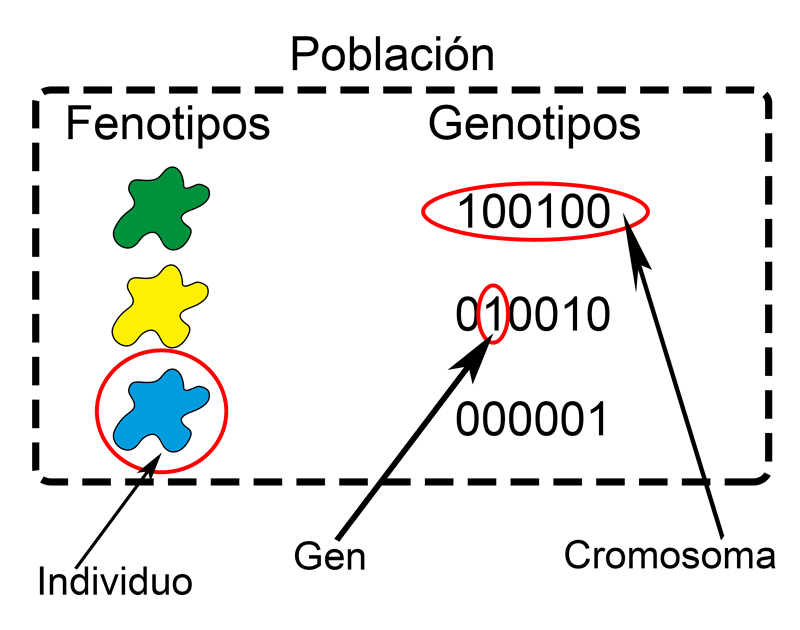 Población
Fenotipos
Genotipos
100100
010010
000001
Individuo
Gen
Cromosoma